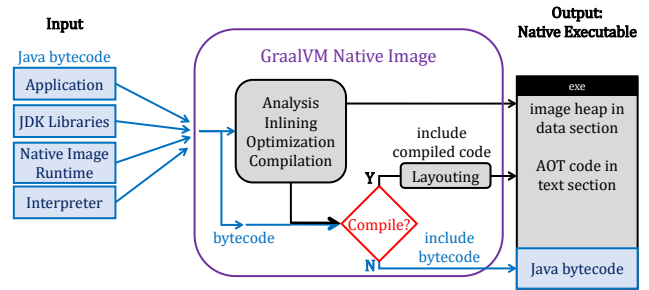 Input
Output:
Native Executable
Java bytecode
Application
JDK Libraries
Native Image
Runtime
Interpreter
GraalVM Native Image
Analysis
Inlining
Optimization
Compilation
include
compiled code
Y
Layouting
Compile?
bytecode
include
bytecode
N
exe
image heap in
data section
AOT code in
text section
Java bytecode